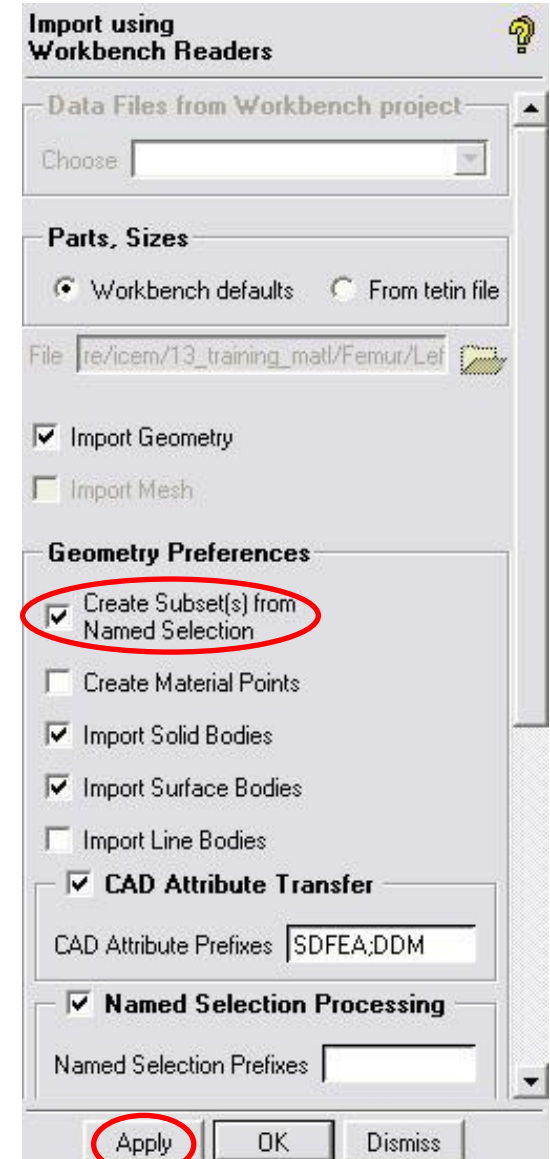 Import using
Workbench Readers
Data Files from Workbench project
Choose
Parts, Sizes
Workbench defaults From tetin file
File re/icem/13_training_matl/Femur/Lef
Import Geometry
Import Mesh
Geometry Preferences
Create Subset(s) from
Named Selection
Create Material Points
Import Solid Bodies
Import Surface Bodies
Import Line Bodies
CAD Attribute Transfer
CAD Attribute Prefixes SDFEA;DDM
Named Selection Processing
Named Selection Prefixes
Apply OK Dismiss